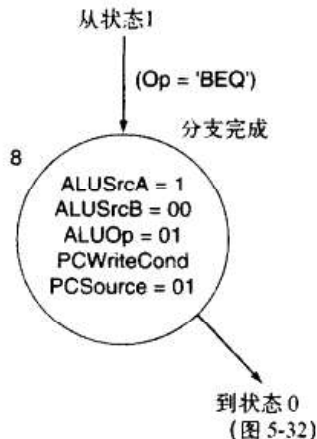 从状态1
(Op = 'BEQ')
分支完成
8
ALUSrcA = 1
ALUSrcB = 00
ALUOp = 01
PCWriteCond
PCSource = 01
到状态 0
(图 5-32)